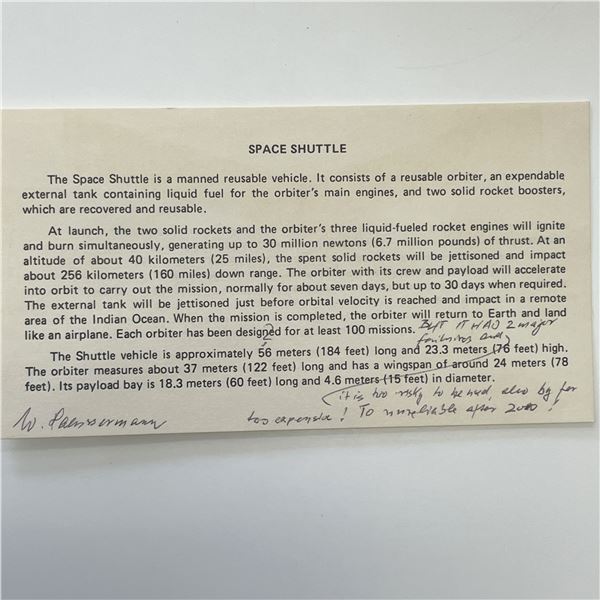 SPACE SHUTTLE
The Space Shuttle is a manned reusable vehicle. It consists of a reusable orbiter, an expendable
external tank containing liquid fuel for the orbiter's main engines, and two solid rocket boosters,
which are recovered and reusable.
At launch, the two solid rockets and the orbiter's three liquid-fueled rocket engines will ignite
and burn simultaneously, generating up to 30 million newtons (6.7 million pounds) of thrust. At an
altitude of about 40 kilometers (25 miles), the spent solid rockets will be jettisoned and impact
about 256 kilometers (160 miles) down range. The orbiter with its crew and payload will accelerate
into orbit to carry out the mission, normally for about seven days, but up to 30 days when required.
The external tank will be jettisoned just before orbital velocity is reached and impact in a remote
area of the Indian Ocean. When the mission is completed, the orbiter will return to Earth and land
like an airplane. Each orbiter has been designed for at least 100 missions. BUT IT HAD 2 major
failures and
The Shuttle vehicle is approximately 56 meters (184 feet) long and 23.3 meters (76 feet) high.
The orbiter measures about 37 meters (122 feet) long and has a wingspan of around 24 meters (78
feet). Its payload bay is 18.3 meters (60 feet) long and 4.6 meters (15 feet) in diameter.
it is too risky to be used, also by far
too expensive! To unreliable after 2000!
W.